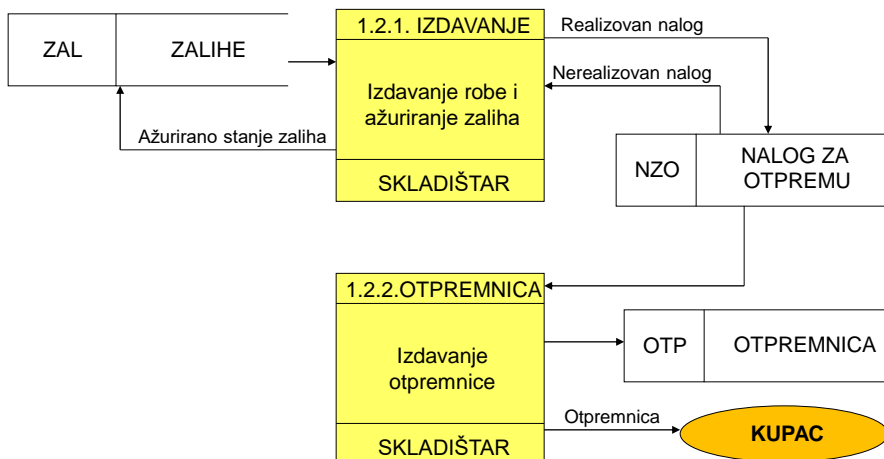 ZAL
ZALIHE
1.2.1. IZDAVANJE
Realizovan nalog
Nerealizovan nalog
Izdavanje robe i
ažuriranje zaliha
Ažurirano stanje zaliha
SKLADIŠTAR
NZO
NALOG ZA
OTPREMU
1.2.2.OTPREMNICA
Izdavanje
otpremnice
OTP
OTPREMNICA
Otpremnica
KUPAC
SKLADIŠTAR